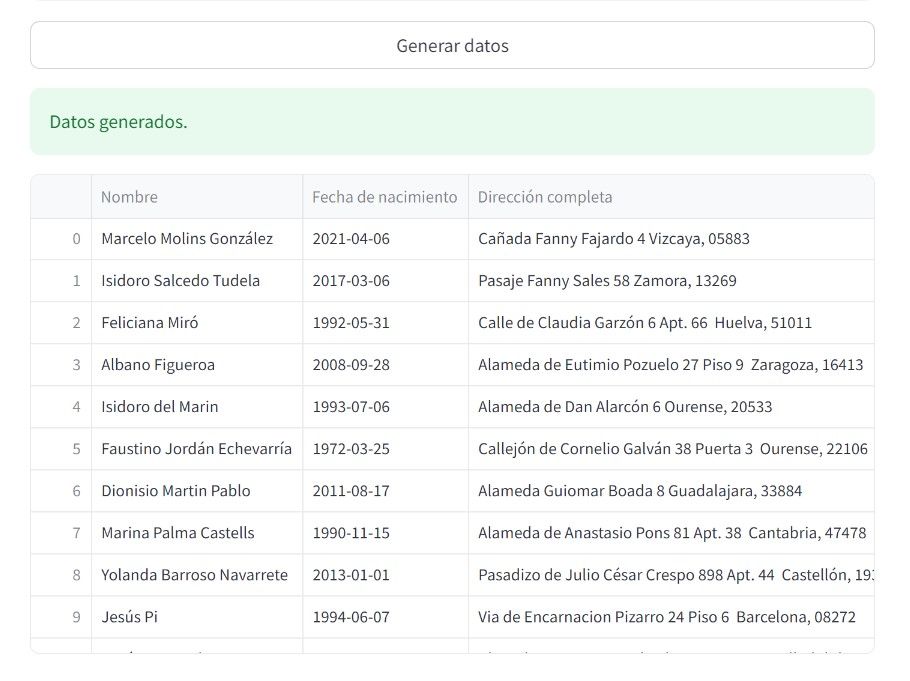 Generar datos
Datos generados.
Nombre Fecha de nacimiento Dirección completa
0 Marcelo Molins González 2021-04-06 Cañada Fanny Fajardo 4 Vizcaya, 05883
1 Isidoro Salcedo Tudela 2017-03-06 Pasaje Fanny Sales 58 Zamora, 13269
2 Feliciana Miró 1992-05-31 Calle de Claudia Garzón 6 Apt. 66 Huelva, 51011
3 Albano Figueroa 2008-09-28 Alameda de Eutimio Pozuelo 27 Piso 9 Zaragoza, 16413
4 Isidoro del Marin 1993-07-06 Alameda de Dan Alarcón 6 Ourense, 20533
5 Faustino Jordán Echevarría 1972-03-25 Callejón de Cornelio Galván 38 Puerta 3 Ourense, 22106
6 Dionisio Martin Pablo 2011-08-17 Alameda Guiomar Boada 8 Guadalajara, 33884
7 Marina Palma Castells 1990-11-15 Alameda de Anastasio Pons 81 Apt. 38 Cantabria, 47478
8 Yolanda Barroso Navarrete 2013-01-01 Pasadizo de Julio César Crespo 898 Apt. 44 Castellón, 19
9 Jesús Pi 1994-06-07 Via de Encarnacion Pizarro 24 Piso 6 Barcelona, 08272